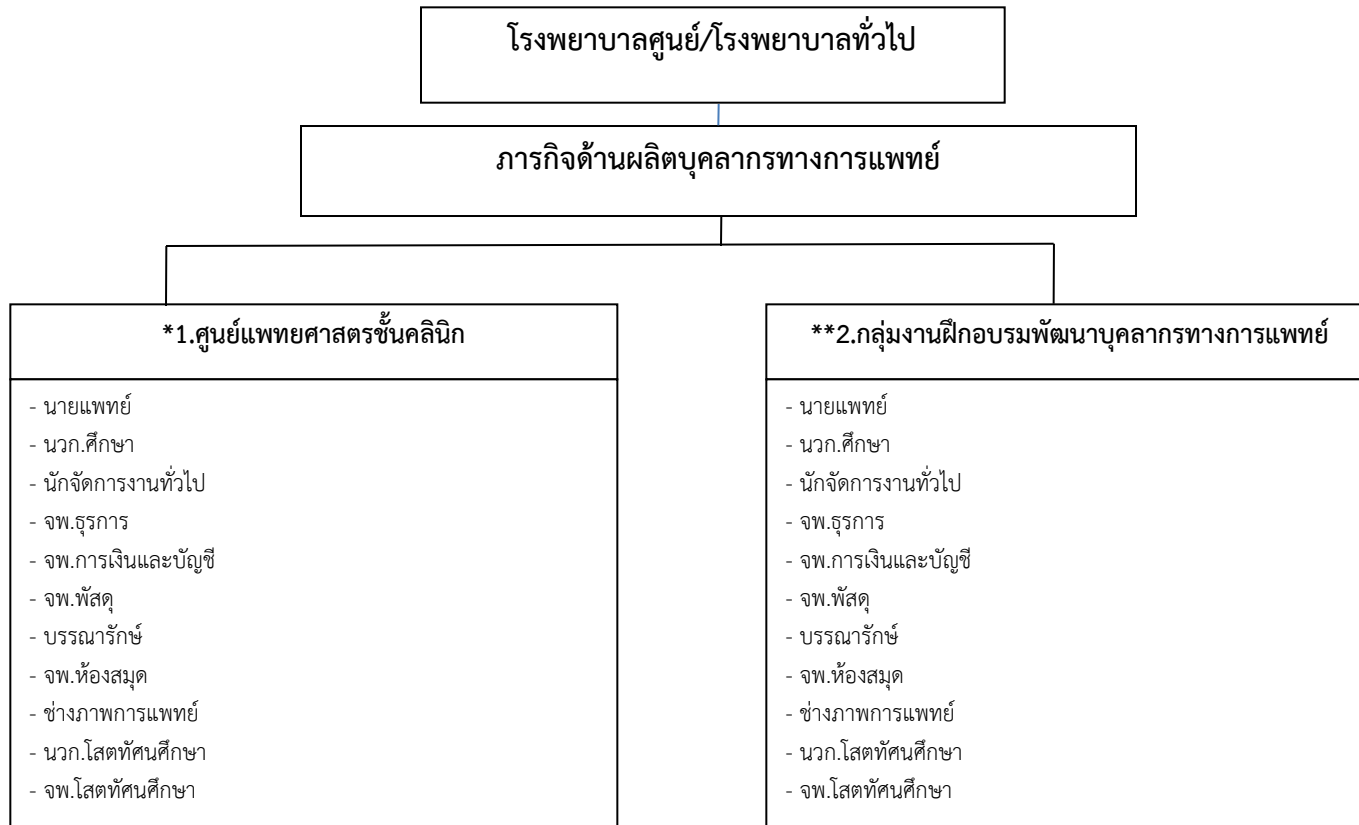 โรงพยาบาลศูนย์/โรงพยาบาลทั่วไป
ภารกิจด้านผลิตบุคลากรทางการแพทย์
*1.ศูนย์แพทยศาสตรชั้นคลินิก
- นายแพทย์
- นวก.ศึกษา
- นักจัดการงานทั่วไป
- จพ.ธุรการ
- จพ.การเงินและบัญชี
- จพ.พัสดุ
- บรรณารักษ์
- จพ.ห้องสมุด
- ช่างภาพการแพทย์
- นวก.โสตทัศนศึกษา
- จพ.โสตทัศนศึกษา
**2.กลุ่มงานฝึกอบรมพัฒนาบุคลากรทางการแพทย์
- นายแพทย์
- นวก.ศึกษา
- นักจัดการงานทั่วไป
- จพ.ธุรการ
- จพ.การเงินและบัญชี
- จพ.พัสดุ
- บรรณารักษ์
- จพ.ห้องสมุด
- ช่างภาพการแพทย์
- นวก.โสตทัศนศึกษา
- จพ.โสตทัศนศึกษา